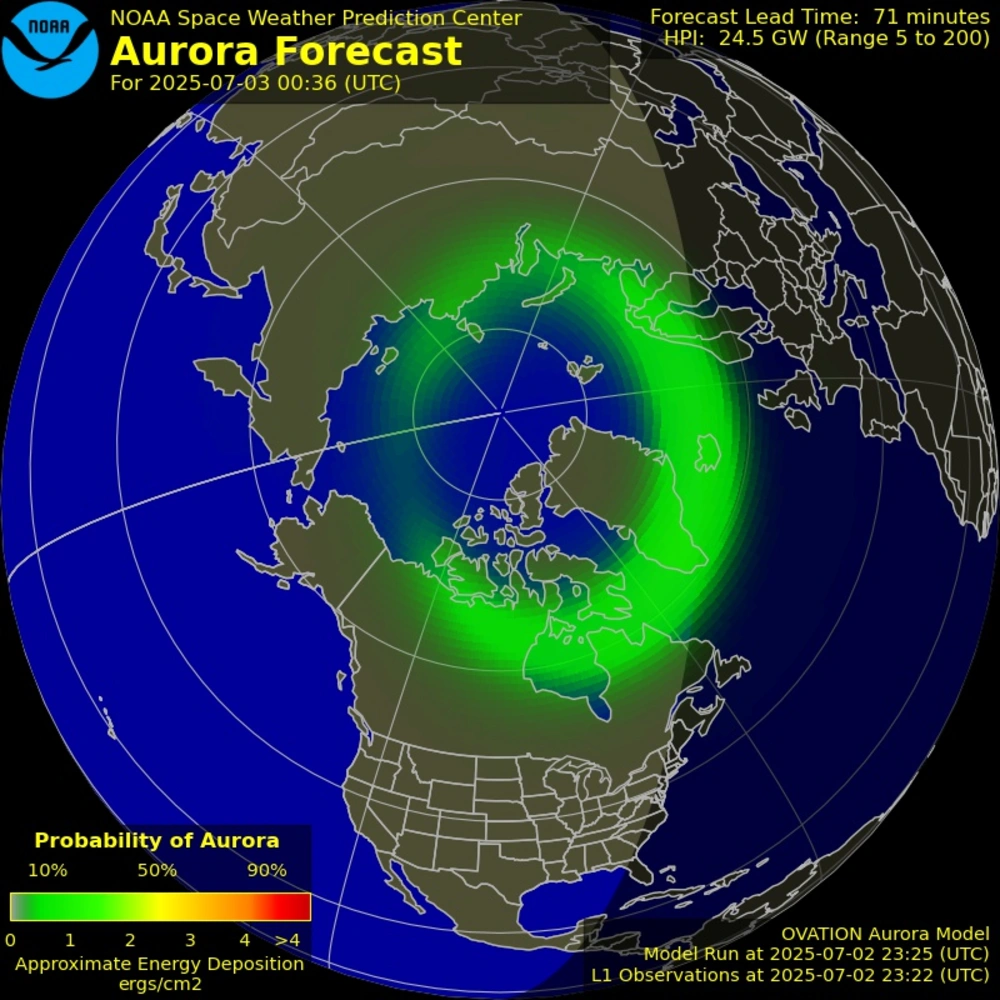 NOAA
NOAA Space Weather Prediction Center
Aurora Forecast
For 2025-07-03 00:36 (UTC)
Forecast Lead Time: 71 minutes
HPI: 24.5 GW (Range 5 to 200)
Probability of Aurora
10% 50% 90%
0 1 2 3 4 >4
Approximate Energy Deposition
ergs/cm2
OVATION Aurora Model
Model Run at 2025-07-02 23:25 (UTC)
L1 Observations at 2025-07-02 23:22 (UTC)